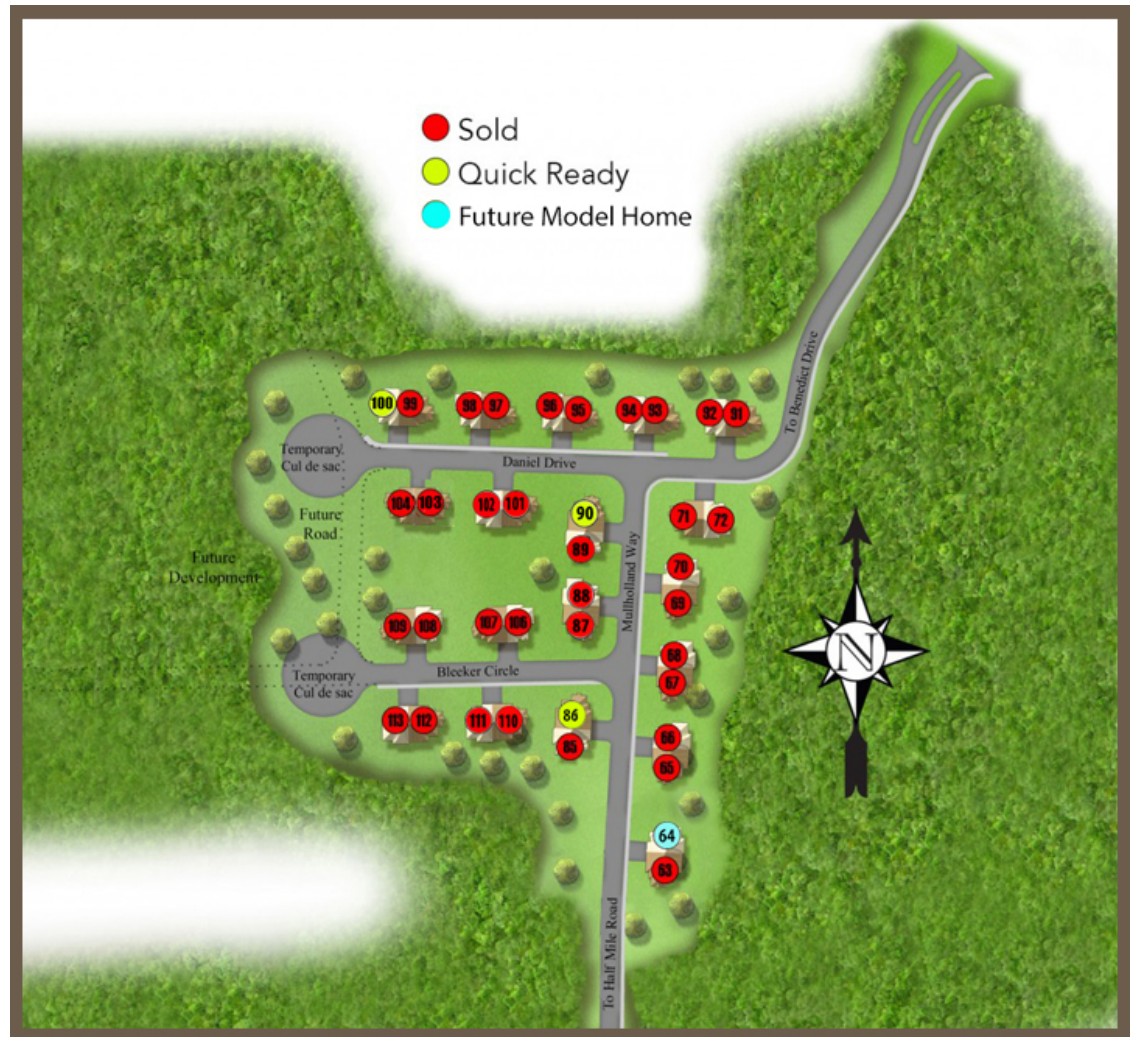 Sold
Quick Ready
Future Model Home
To Benedict Drive
100 99 98 97 96 95 94 93 92 91
Temporary
Cul de sac
Daniel Drive
104 103 102 101 90 71 72
Future
Road
89
Future
Development
70
88 69
Mullholland Way
109 108 107 106 87
68
Bleeker Circle
Temporary
Cul de sac
67
113 112 111 110 86
85 66
65
64
63
To Half Mile Road
N